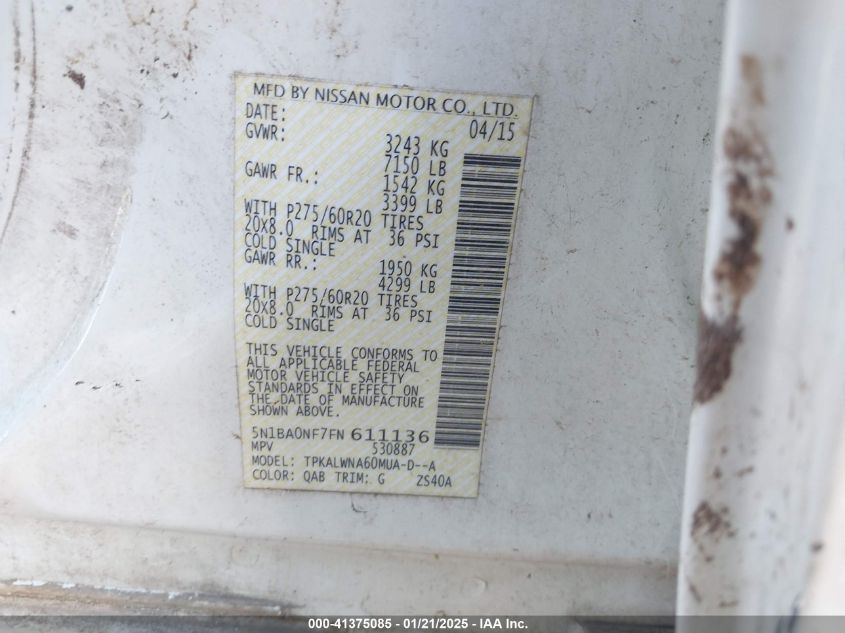 MFD BY NISSAN MOTOR CO., LTD.
DATE: 04/15
GVWR: 3243 KG
7150 LB
GAWR FR.: 1542 KG
3399 LB
WITH P275/60R20 TIRES
20X8.0 RIMS AT 36 PSI
COLD SINGLE
GAWR RR.: 1950 KG
4299 LB
WITH P275/60R20 TIRES
20X8.0 RIMS AT 36 PSI
COLD SINGLE
THIS VEHICLE CONFORMS TO
ALL APPLICABLE FEDERAL
MOTOR VEHICLE SAFETY
STANDARDS IN EFFECT ON
THE DATE OF MANUFACTURE
SHOWN ABOVE.
5N1BA0NF7FN 611136
MPV 530887
MODEL: TPKALWNA60MUA-D--A
COLOR: QAB TRIM: G ZS40A
000-41375085 - 01/21/2025 - IAA Inc.